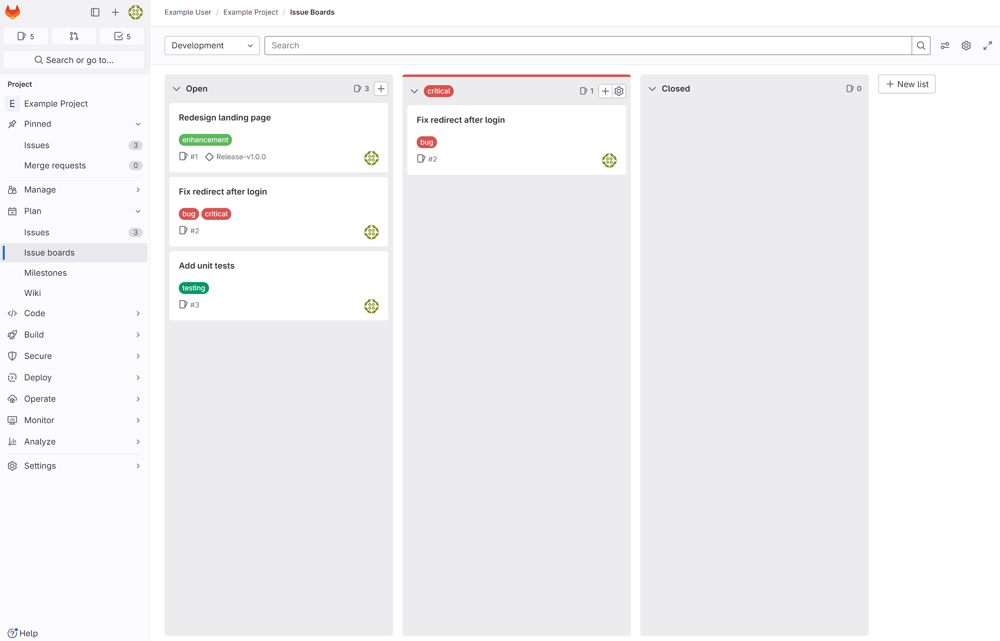 Example User / Example Project / Issue Boards
5
5
Search or go to...
Project
E Example Project
Pinned
Issues 3
Merge requests 0
Manage
Plan
Issues 3
Issue boards
Milestones
Wiki
Code
Build
Secure
Deploy
Operate
Monitor
Analyze
Settings
Help
Development
Search
Open 3
Redesign landing page
enhancement
#1 Release-v1.0.0
Fix redirect after login
bug critical
#2
Add unit tests
testing
#3
critical 1
Fix redirect after login
bug
#2
Closed 0
New list